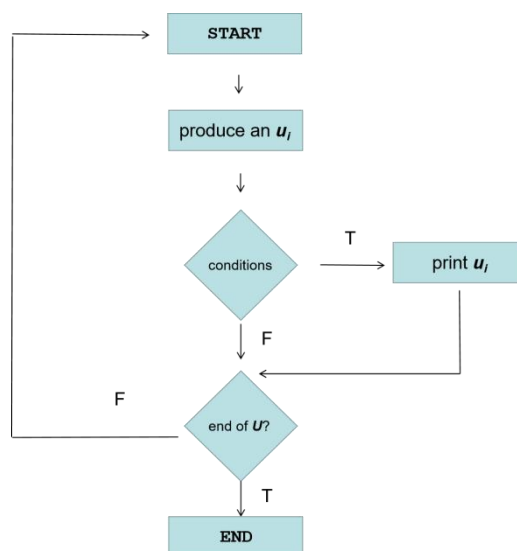 START
produce an uᵢ
conditions
T
print uᵢ
F
F
end of U?
T
END